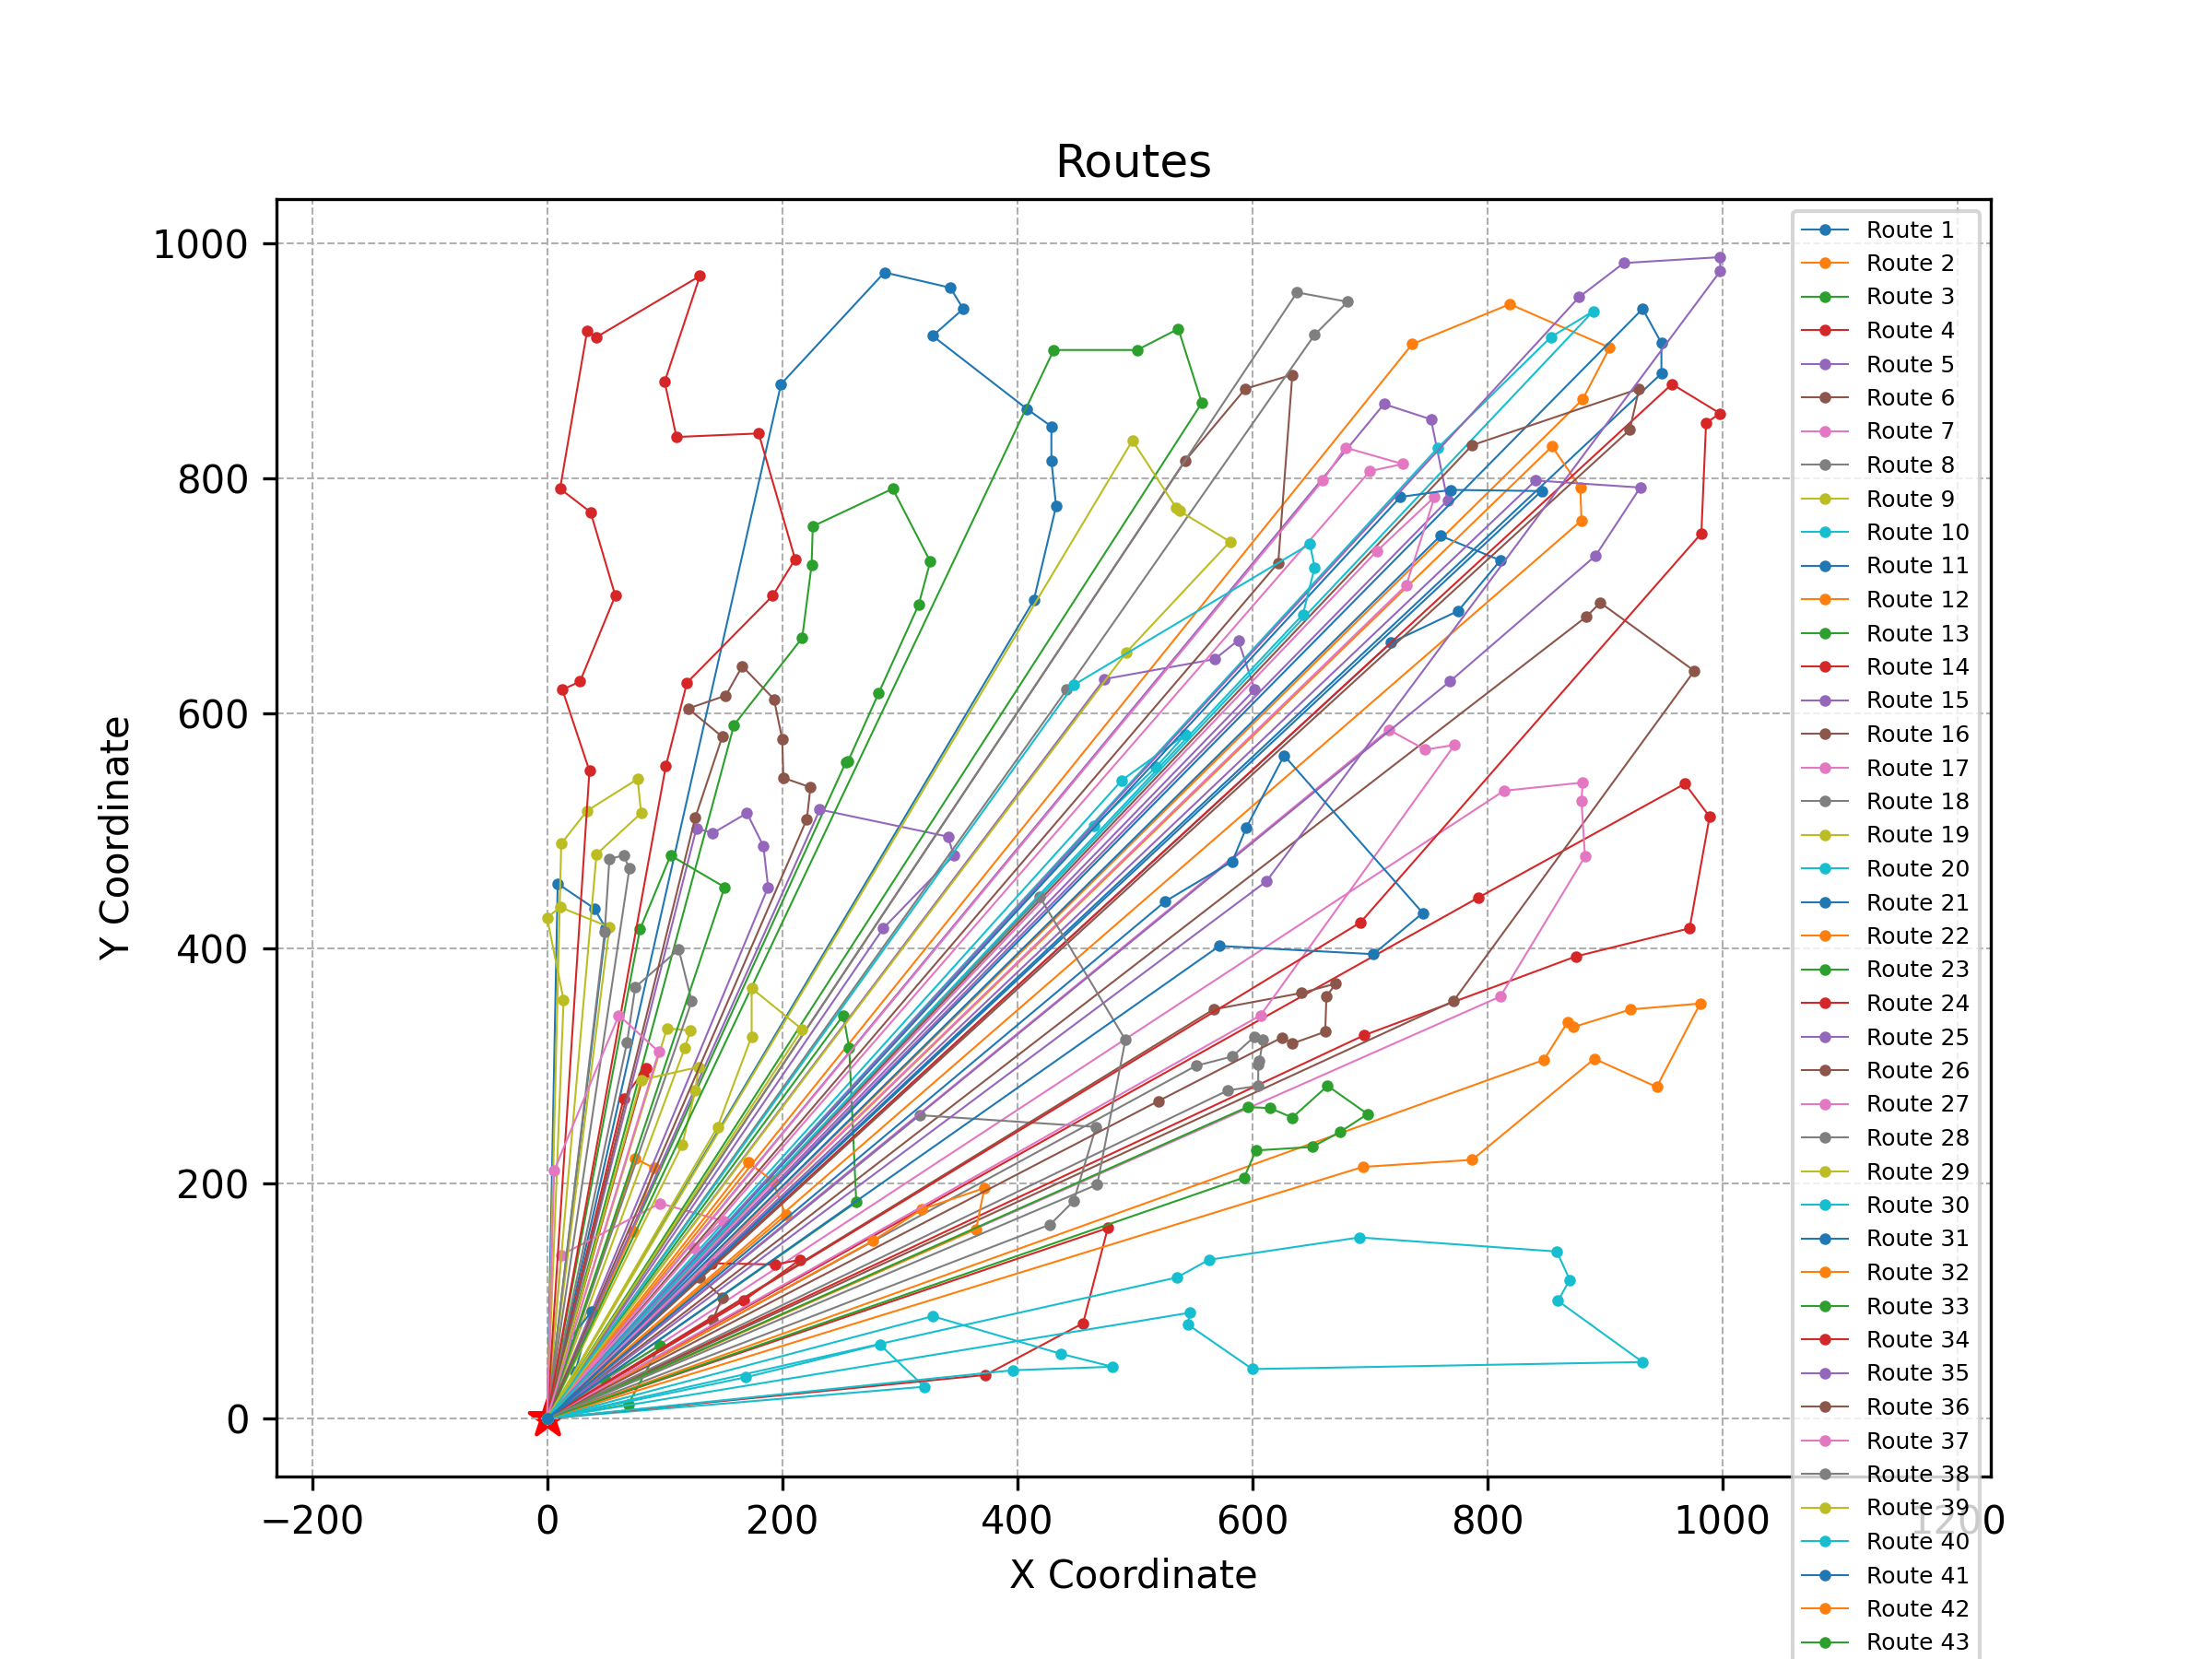 Routes
1000
800
600
400
200
0
Y Coordinate
−200 0 200 400 600 800 1000 1200
X Coordinate
Route 1
Route 2
Route 3
Route 4
Route 5
Route 6
Route 7
Route 8
Route 9
Route 10
Route 11
Route 12
Route 13
Route 14
Route 15
Route 16
Route 17
Route 18
Route 19
Route 20
Route 21
Route 22
Route 23
Route 24
Route 25
Route 26
Route 27
Route 28
Route 29
Route 30
Route 31
Route 32
Route 33
Route 34
Route 35
Route 36
Route 37
Route 38
Route 39
Route 40
Route 41
Route 42
Route 43